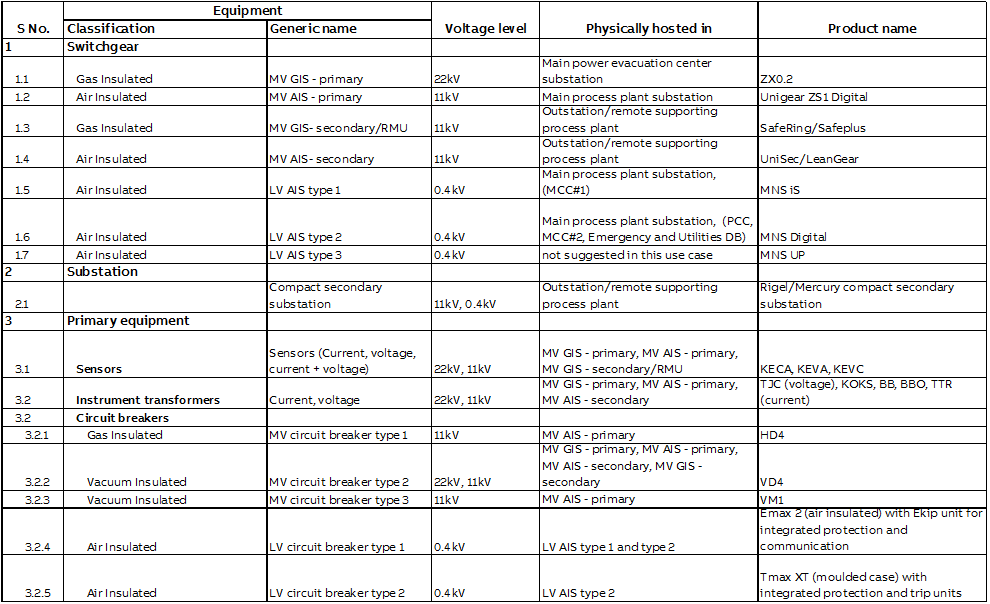 Equipment
S No. Classification Generic name Voltage level Physically hosted in Product name
1 Switchgear
Main power evacuation center
1.1 Gas Insulated MV GIS - primary 22kV substation ZX0.2
1.2 Air Insulated MV AIS - primary 11kV Main process plant substation Unigear ZS1 Digital
Outstation/remote supporting
1.3 Gas Insulated MV GIS- secondary/RMU 11kV process plant SafeRing/Safeplus
Outstation/remote supporting
1.4 Air Insulated MV AIS- secondary process plant UniSec/LeanGear
Main process plant substation,
1.5 Air Insulated LV AIS type 1 0.4kV (MCC#1) MNS iS
Main process plant substation, (PCC,
1.6 Air Insulated LV AIS type 2 0.4kV MCC#2, Emergency and Utilities DB) MNS Digital
1.7 Air Insulated LV AIS type 3 0.4kV not suggested in this use case MNS UP
2 Substation
Compact secondary Outstation/remote supporting Rigel/Mercury compact secondary
2.1 substation 11kV, 0.4kV process plant substation
3 Primary equipment
Sensors (Current, voltage, MV GIS - primary, MV AIS - primary,
3.1 Sensors current + voltage) 22kV, 11kV MV GIS - secondary/RMU KECA, KEVA, KEVC
MV GIS - primary, MV AIS - primary, TJC (voltage), KOKS, BB, BBO, TTR
3.2 Instrument transformers Current, voltage 22kV, 11kV MV AIS - secondary (current)
3.2 Circuit breakers
3.2.1 Gas Insulated MV circuit breaker type 1 11kV MV AIS - primary HD4
MV GIS - primary, MV AIS - primary,
MV AIS - secondary, MV GIS -
3.2.2 Vacuum Insulated MV circuit breaker type 2 22kV, 11kV secondary VD4
3.2.3 Vacuum Insulated MV circuit breaker type 3 11kV MV AIS - primary VM1
Emax 2 (air insulated) with Ekip unit for
integrated protection and
3.2.4 Air Insulated LV circuit breaker type 1 0.4kV LV AIS type 1 and type 2 communication
Tmax XT (moulded case) with
3.2.5 Air Insulated LV circuit breaker type 2 0.4kV LV AIS type 2 integrated protection and trip units